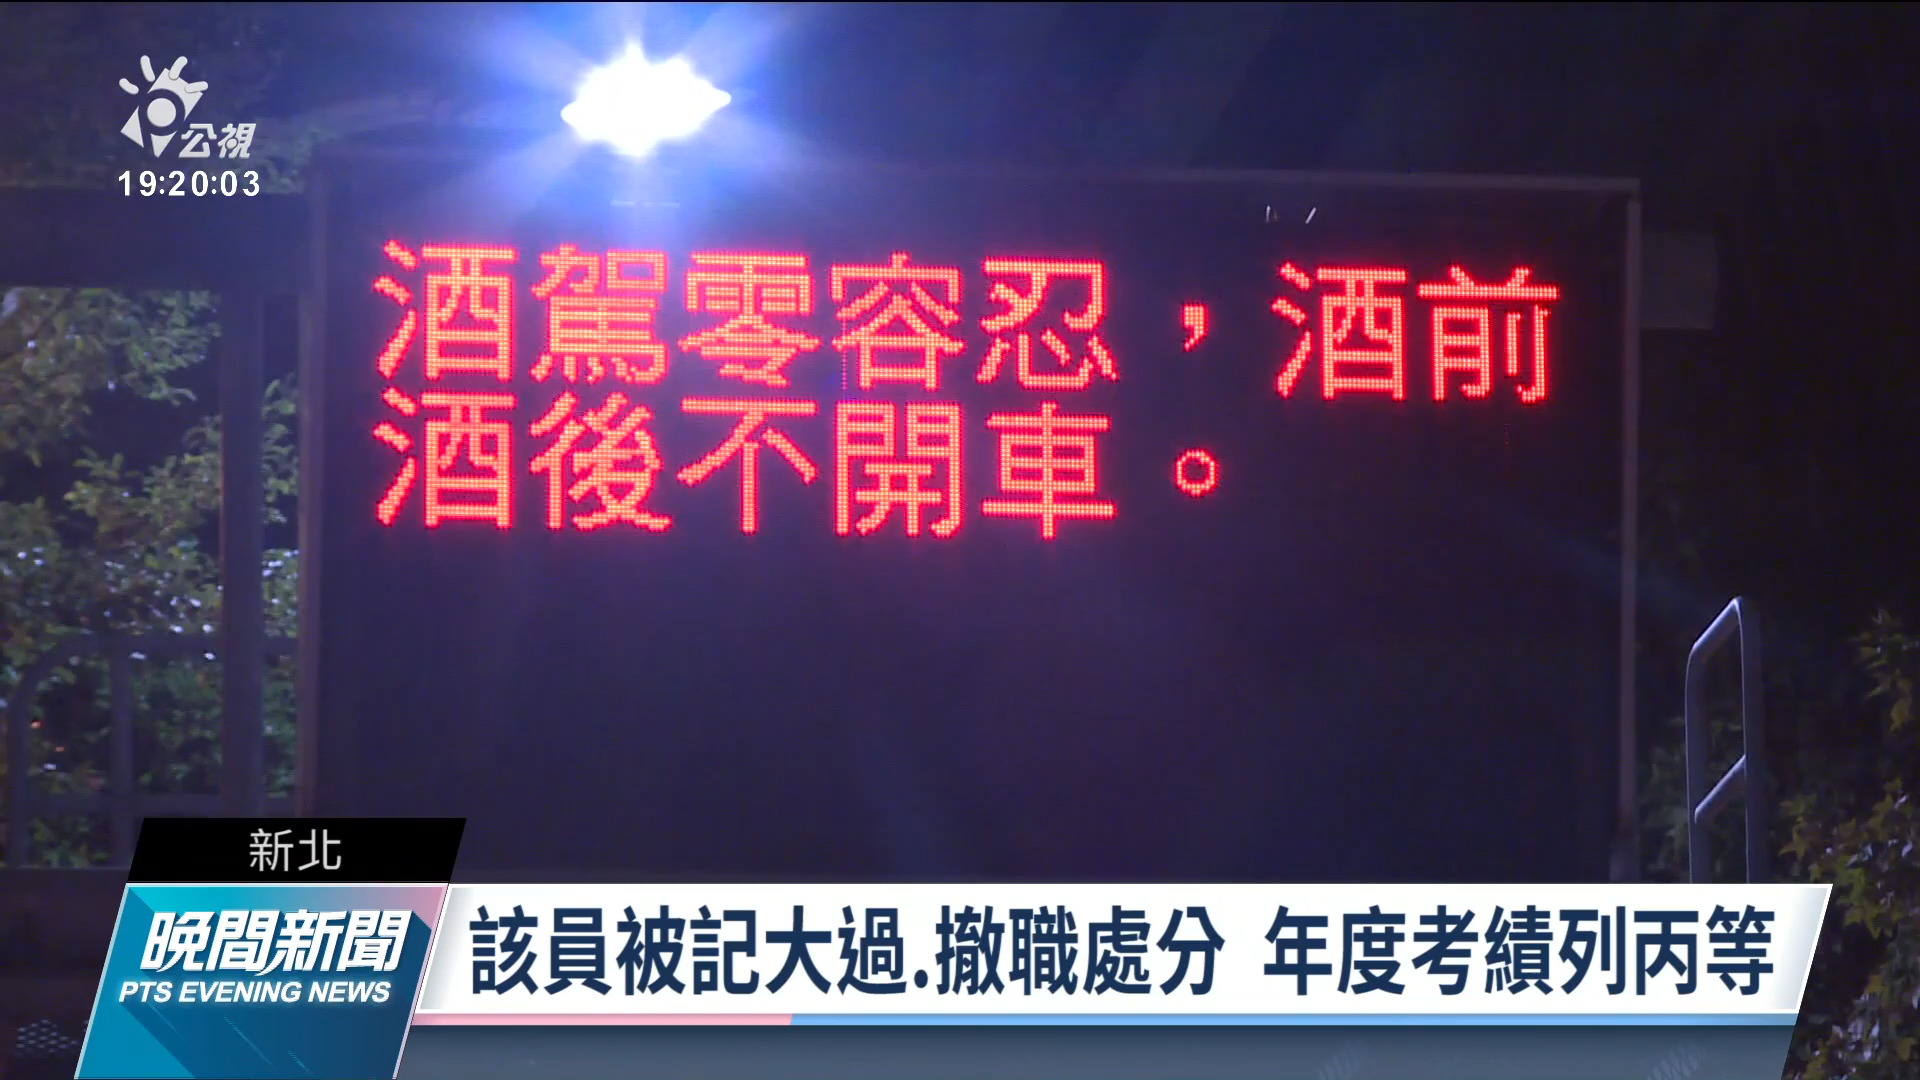 公視
19:20:03
酒駕零容忍，酒前
酒後不開車。
新北
晚間新聞
PTS EVENING NEWS
該員被記大過.撤職處分 年度考績列丙等